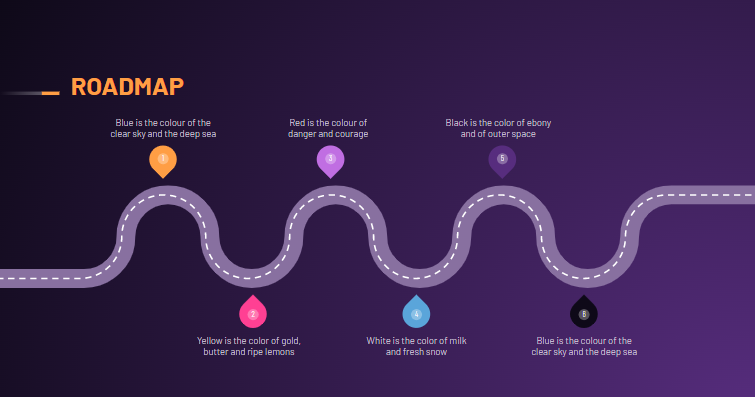 ROADMAP
Blue is the colour of the
clear sky and the deep sea
1
Yellow is the color of gold,
butter and ripe lemons
2
Red is the colour of
danger and courage
3
White is the color of milk
and fresh snow
4
Black is the color of ebony
and of outer space
5
Blue is the colour of the
clear sky and the deep sea
6